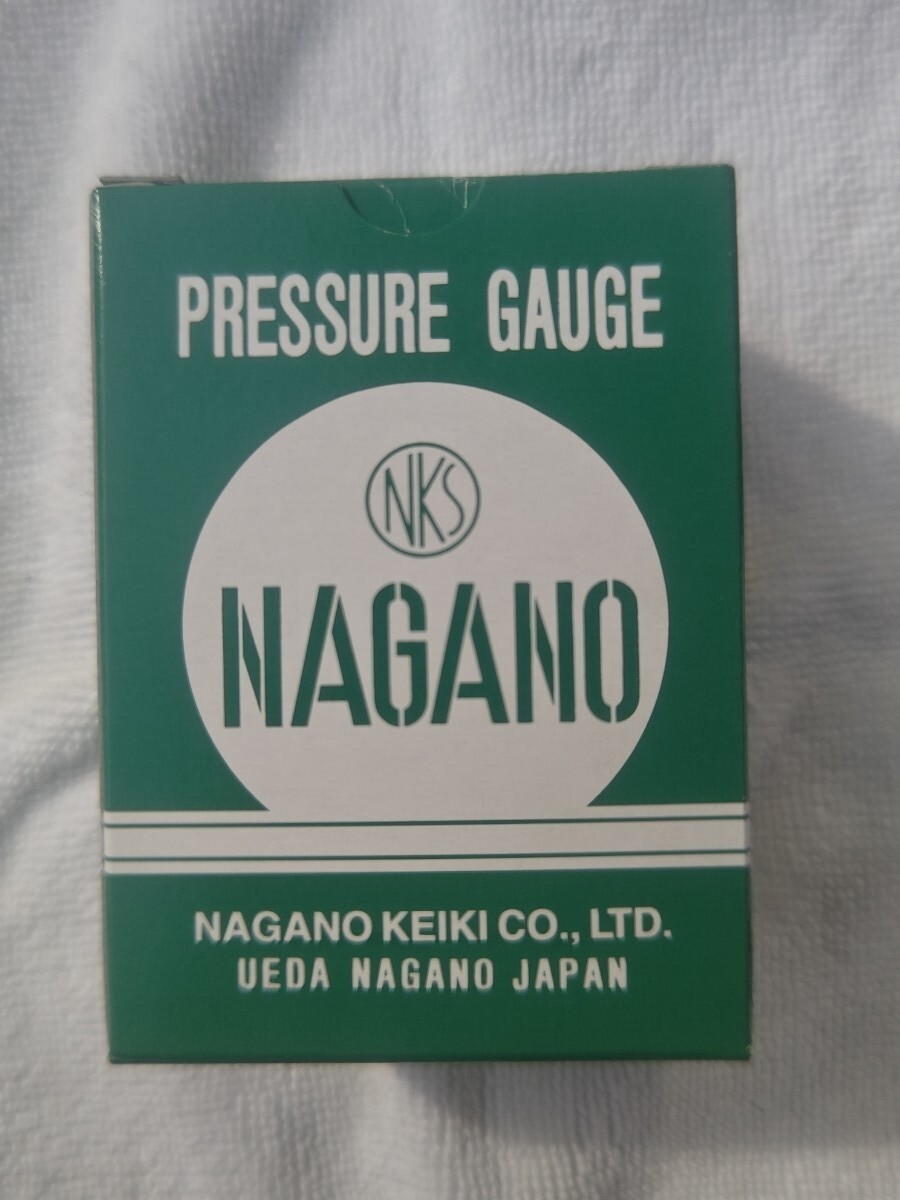 PRESSURE GAUGE
NKS
NAGANO
NAGANO KEIKI CO., LTD.
UEDA NAGANO JAPAN